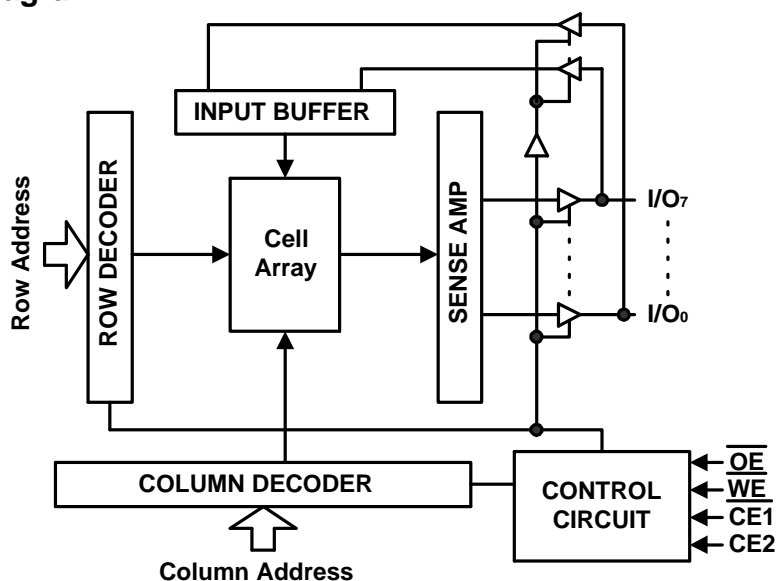 INPUT BUFFER
Row Address
ROW DECODER
Cell
Array
SENSE AMP
I/O7
I/O0
COLUMN DECODER
Column Address
CONTROL
CIRCUIT
OE
WE
CE1
CE2